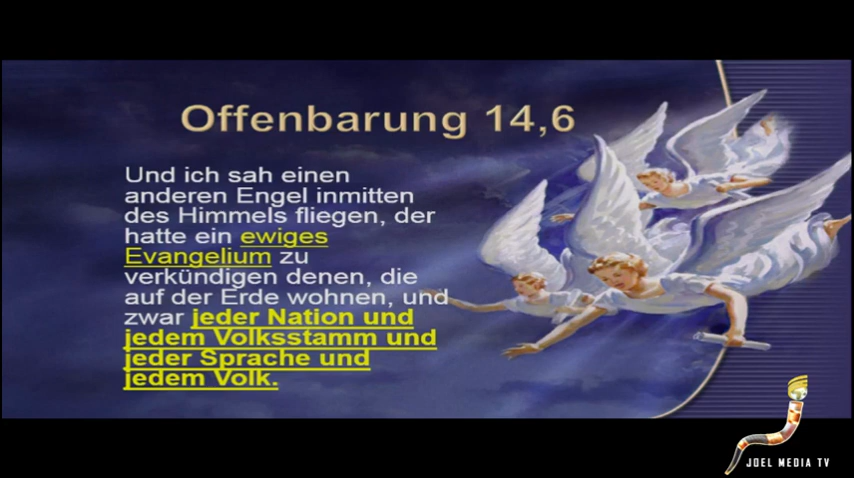 Offenbarung 14,6
Und ich sah einen
anderen Engel inmitten
des Himmels fliegen, der
hatte ein ewiges
Evangelium zu
verkündigen denen, die
auf der Erde wohnen, und
zwar jeder Nation und
jedem Volksstamm und
jeder Sprache und
jedem Volk.
JOEL MEDIA TV